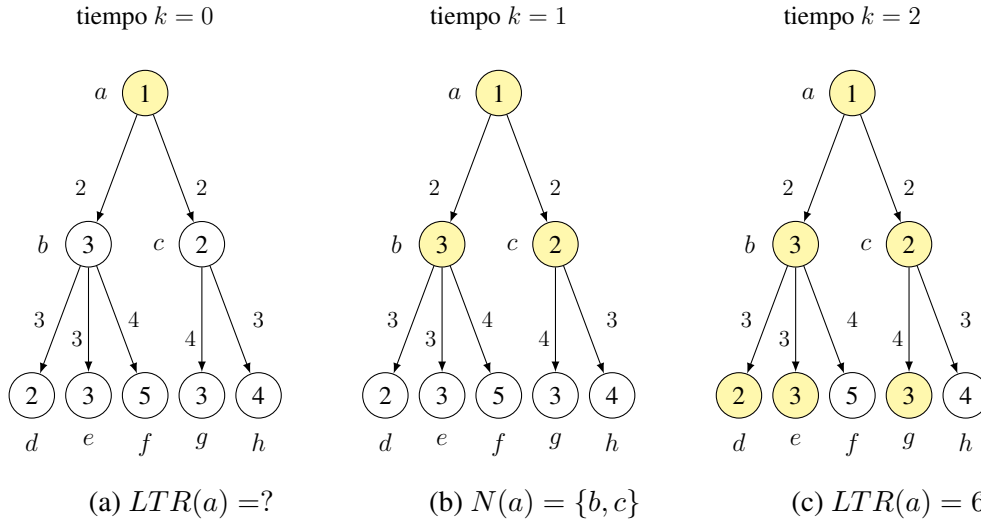 tiempo k = 0 tiempo k = 1 tiempo k = 2
a 1 a 1 a 1
2 2 2 2 2 2
b 3 c 2 b 3 c 2 b 3 c 2
3 3 4 4 3 3 3 4 4 3 3 3 4 4 3
2 3 5 3 4 2 3 5 3 4 2 3 5 3 4
d e f g h d e f g h d e f g h
(a) LTR(a) =? (b) N(a) = {b, c} (c) LTR(a) = 6